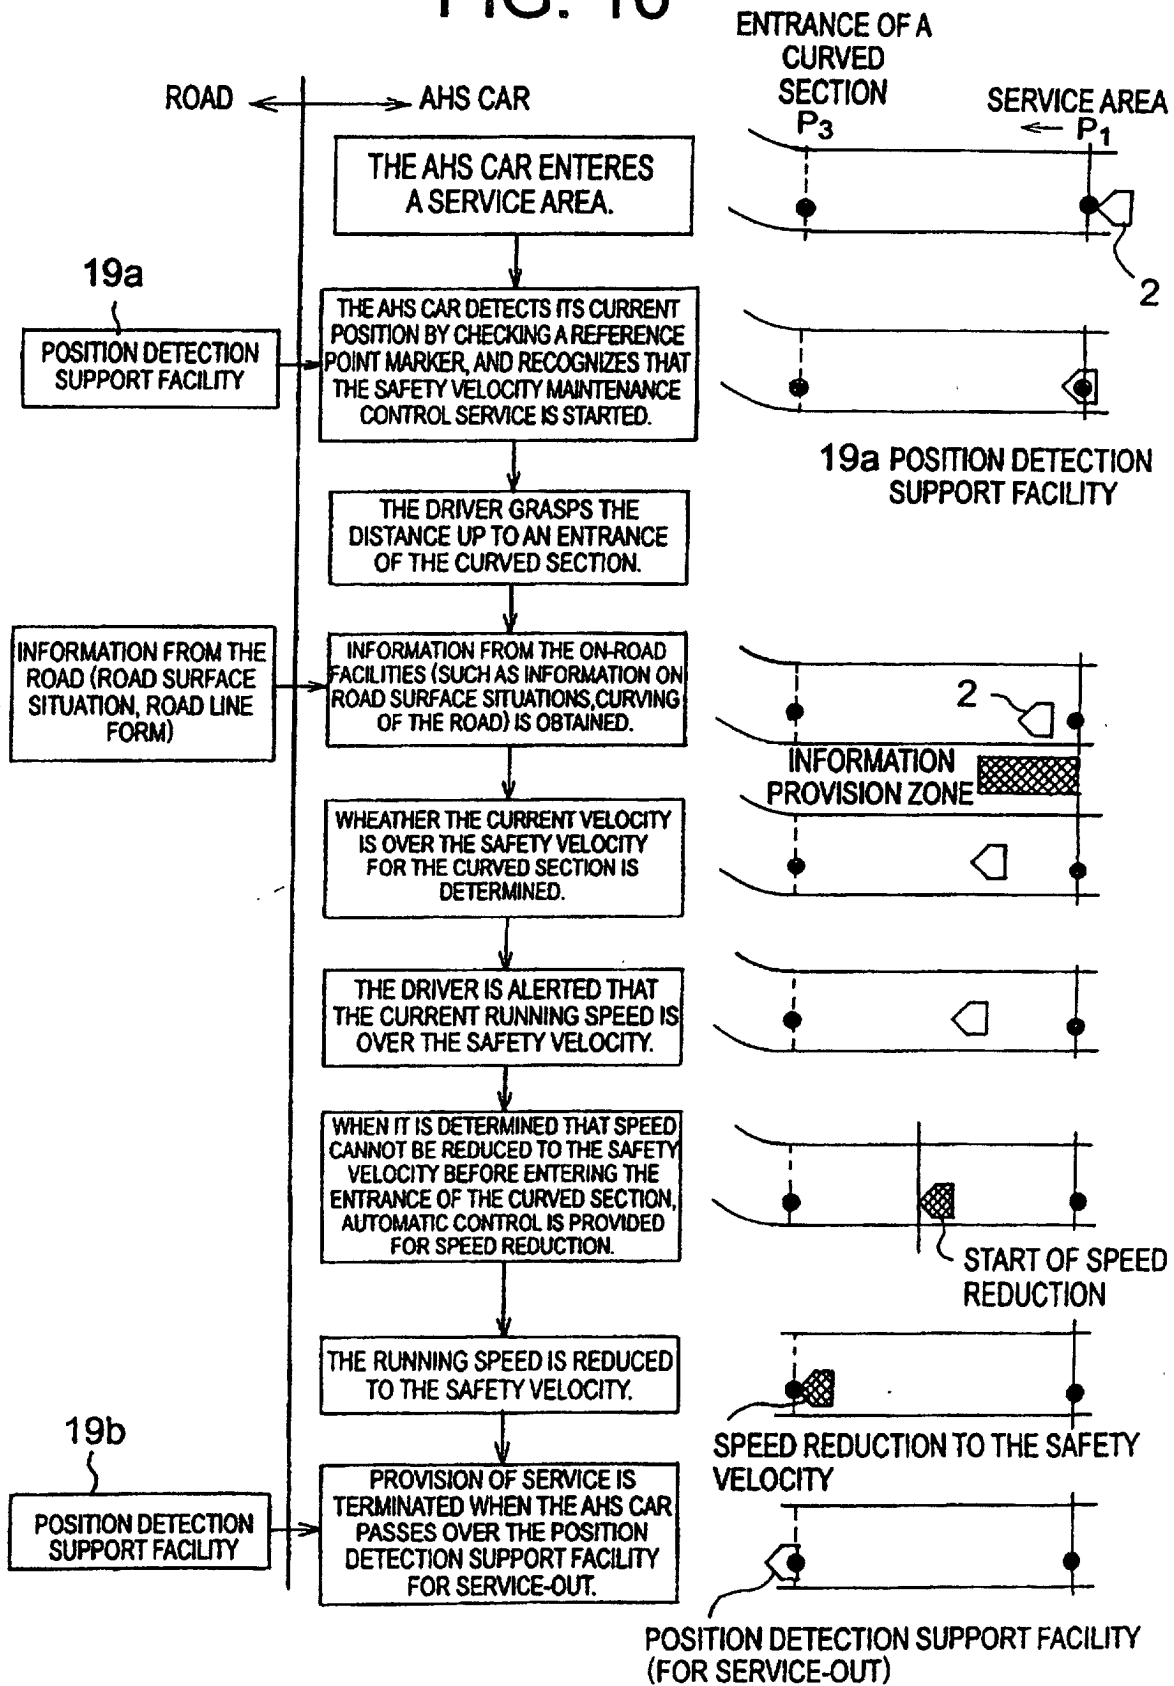 FIG. 10
ROAD
AHS CAR
ENTRANCE OF A
CURVED
SECTION
P3
SERVICE AREA
P1
THE AHS CAR ENTERES
A SERVICE AREA.
2
19a
POSITION DETECTION
SUPPORT FACILITY
THE AHS CAR DETECTS ITS CURRENT
POSITION BY CHECKING A REFERENCE
POINT MARKER, AND RECOGNIZES THAT
THE SAFETY VELOCITY MAINTENANCE
CONTROL SERVICE IS STARTED.
19a POSITION DETECTION
SUPPORT FACILITY
THE DRIVER GRASPS THE
DISTANCE UP TO AN ENTRANCE
OF THE CURVED SECTION.
INFORMATION FROM THE
ROAD (ROAD SURFACE
SITUATION, ROAD LINE
FORM)
INFORMATION FROM THE ON-ROAD
FACILITIES (SUCH AS INFORMATION ON
ROAD SURFACE SITUATIONS, CURVING
OF THE ROAD) IS OBTAINED.
2
INFORMATION
PROVISION ZONE
WHEATHER THE CURRENT VELOCITY
IS OVER THE SAFETY VELOCITY
FOR THE CURVED SECTION IS
DETERMINED.
THE DRIVER IS ALERTED THAT
THE CURRENT RUNNING SPEED IS
OVER THE SAFETY VELOCITY.
WHEN IT IS DETERMINED THAT SPEED
CANNOT BE REDUCED TO THE SAFETY
VELOCITY BEFORE ENTERING THE
ENTRANCE OF THE CURVED SECTION,
AUTOMATIC CONTROL IS PROVIDED
FOR SPEED REDUCTION.
START OF SPEED
REDUCTION
THE RUNNING SPEED IS REDUCED
TO THE SAFETY VELOCITY.
SPEED REDUCTION TO THE SAFETY
VELOCITY
19b
POSITION DETECTION
SUPPORT FACILITY
PROVISION OF SERVICE IS
TERMINATED WHEN THE AHS CAR
PASSES OVER THE POSITION
DETECTION SUPPORT FACILITY
FOR SERVICE-OUT.
POSITION DETECTION SUPPORT FACILITY
(FOR SERVICE-OUT)